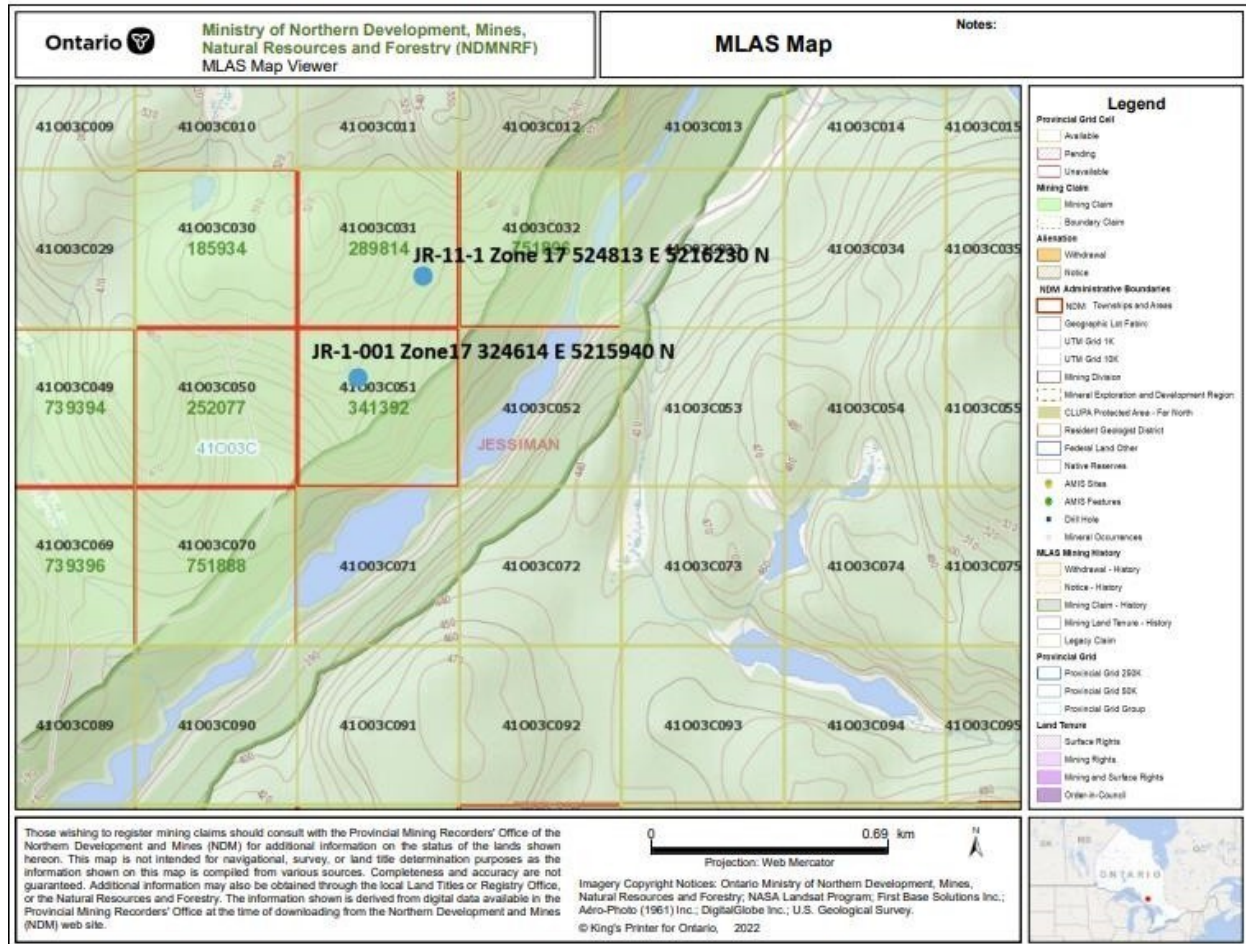 Ontario
Ministry of Northern Development, Mines,
Natural Resources and Forestry (NDMNRF)
MLAS Map Viewer
MLAS Map
Notes:
41O03C009
41O03C010
41O03C011
41O03C012
41O03C013
41O03C014
41O03C015
41O03C029
41O03C030
185934
41O03C031
289814
41O03C032
41O03C034
41O03C035
JR-11-1 Zone 17 524813 E 5216230 N
JR-1-001 Zone17 324614 E 5215940 N
41O03C049
739394
41O03C050
252077
41O03C
41O03C051
341392
41O03C052
JESSIMAN
41O03C053
41O03C054
41O03C055
41O03C069
739396
41O03C070
751888
41O03C071
41O03C072
41O03C073
41O03C074
41O03C075
41O03C089
41O03C090
41O03C091
41O03C092
41O03C093
41O03C094
41O03C095
Legend
Provincial Grid Cell
Available
Pending
Unavailable
Mining Claim
Mining Claim
Boundary Claim
Alienation
Withdrawal
Notice
NDM Administrative Boundaries
NDM Townships and Areas
Geographic Lot Fabric
UTM Grid 1K
UTM Grid 10K
Mining Division
Mineral Exploration and Development Region
CLUPA Protected Area - Far North
Resident Geologist District
Federal Land Other
Native Reserves
AMIS Sites
AMIS Features
Drill Hole
Mineral Occurrences
MLAS Mining History
Withdrawal - History
Notice - History
Mining Claim - History
Mining Land Tenure - History
Legacy Claim
Provincial Grid
Provincial Grid 250K
Provincial Grid 50K
Provincial Grid Group
Land Tenure
Surface Rights
Mining Rights
Mining and Surface Rights
Order-in-Council
Those wishing to register mining claims should consult with the Provincial Mining Recorders' Office of the
Northern Development and Mines (NDM) for additional information on the status of the lands shown
hereon. This map is not intended for navigational, survey, or land title determination purposes as the
information shown on this map is compiled from various sources. Completeness and accuracy are not
guaranteed. Additional information may also be obtained through the local Land Titles or Registry Office,
or the Natural Resources and Forestry. The information shown is derived from digital data available in the
Provincial Mining Recorders' Office at the time of downloading from the Northern Development and Mines
(NDM) web site.
0 0.69 km
Projection: Web Mercator
N
Imagery Copyright Notices: Ontario Ministry of Northern Development, Mines,
Natural Resources and Forestry; NASA Landsat Program; First Base Solutions Inc.;
Aéro-Photo (1961) Inc.; DigitalGlobe Inc.; U.S. Geological Survey.
© King's Printer for Ontario, 2022
ONTARIO